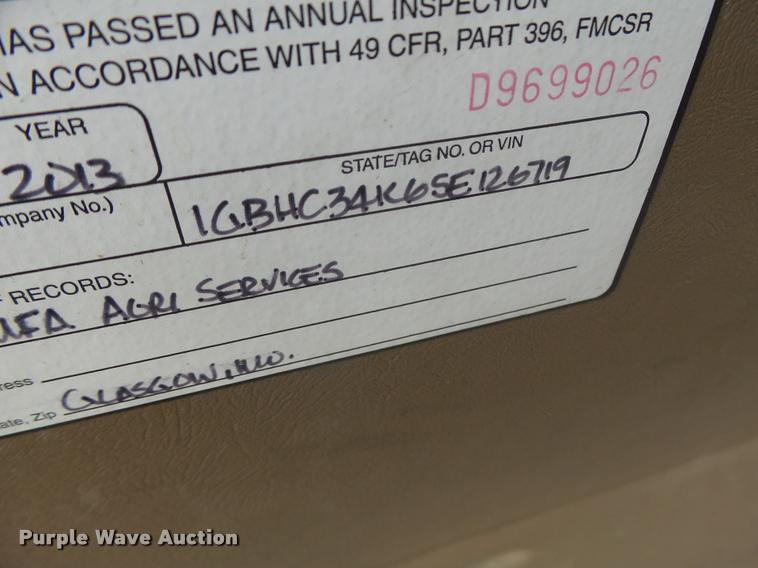 HAS PASSED AN ANNUAL INSPECTION
N ACCORDANCE WITH 49 CFR, PART 396, FMCSR
D9699026
YEAR
2013
STATE/TAG NO. OR VIN
1GBHC34K6SE126719
mpany No.)
F RECORDS:
MFA AGRI SERVICES
ress
ate, Zip GLASGOW, MO.
Purple Wave Auction